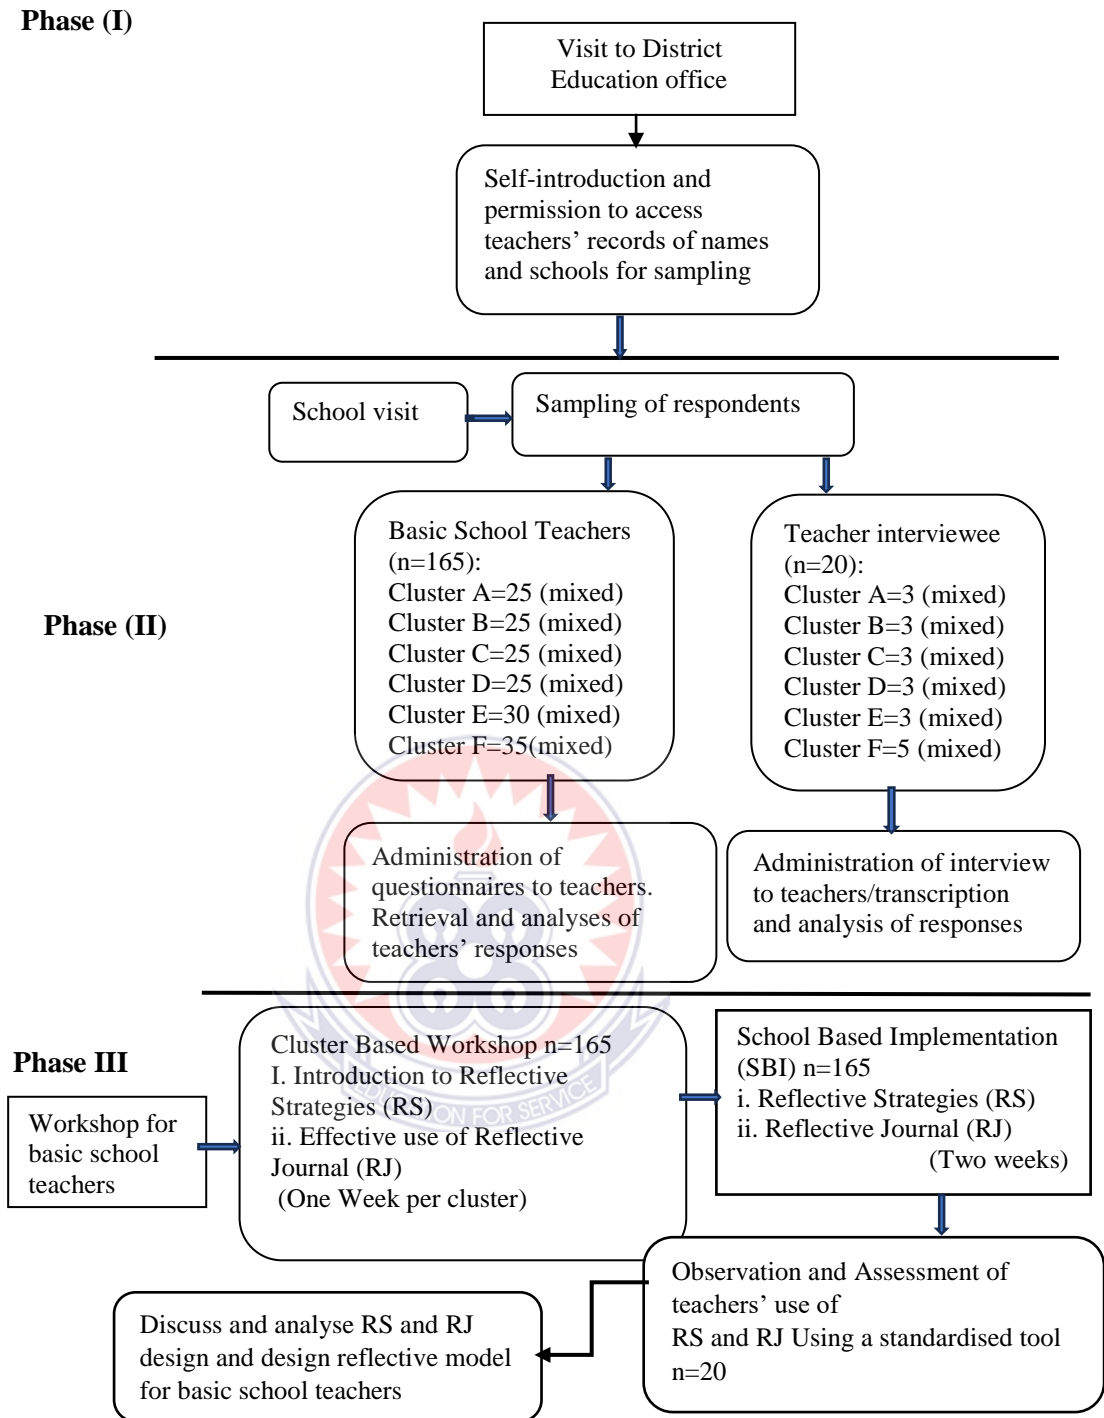 Phase (I)
Visit to District
Education office
Self-introduction and
permission to access
teachers’ records of names
and schools for sampling
School visit
Sampling of respondents
Phase (II)
Basic School Teachers
(n=165):
Cluster A=25 (mixed)
Cluster B=25 (mixed)
Cluster C=25 (mixed)
Cluster D=25 (mixed)
Cluster E=30 (mixed)
Cluster F=35(mixed)
Teacher interviewee
(n=20):
Cluster A=3 (mixed)
Cluster B=3 (mixed)
Cluster C=3 (mixed)
Cluster D=3 (mixed)
Cluster E=3 (mixed)
Cluster F=5 (mixed)
Administration of
questionnaires to teachers.
Retrieval and analyses of
teachers’ responses
Administration of interview
to teachers/transcription
and analysis of responses
Phase III
Workshop for
basic school
teachers
Cluster Based Workshop n=165
I. Introduction to Reflective
Strategies (RS)
ii. Effective use of Reflective
Journal (RJ)
(One Week per cluster)
EDUCATION FOR SERVICE
School Based Implementation
(SBI) n=165
i. Reflective Strategies (RS)
ii. Reflective Journal (RJ)
(Two weeks)
Observation and Assessment of
teachers’ use of
RS and RJ Using a standardised tool
n=20
Discuss and analyse RS and RJ
design and design reflective model
for basic school teachers